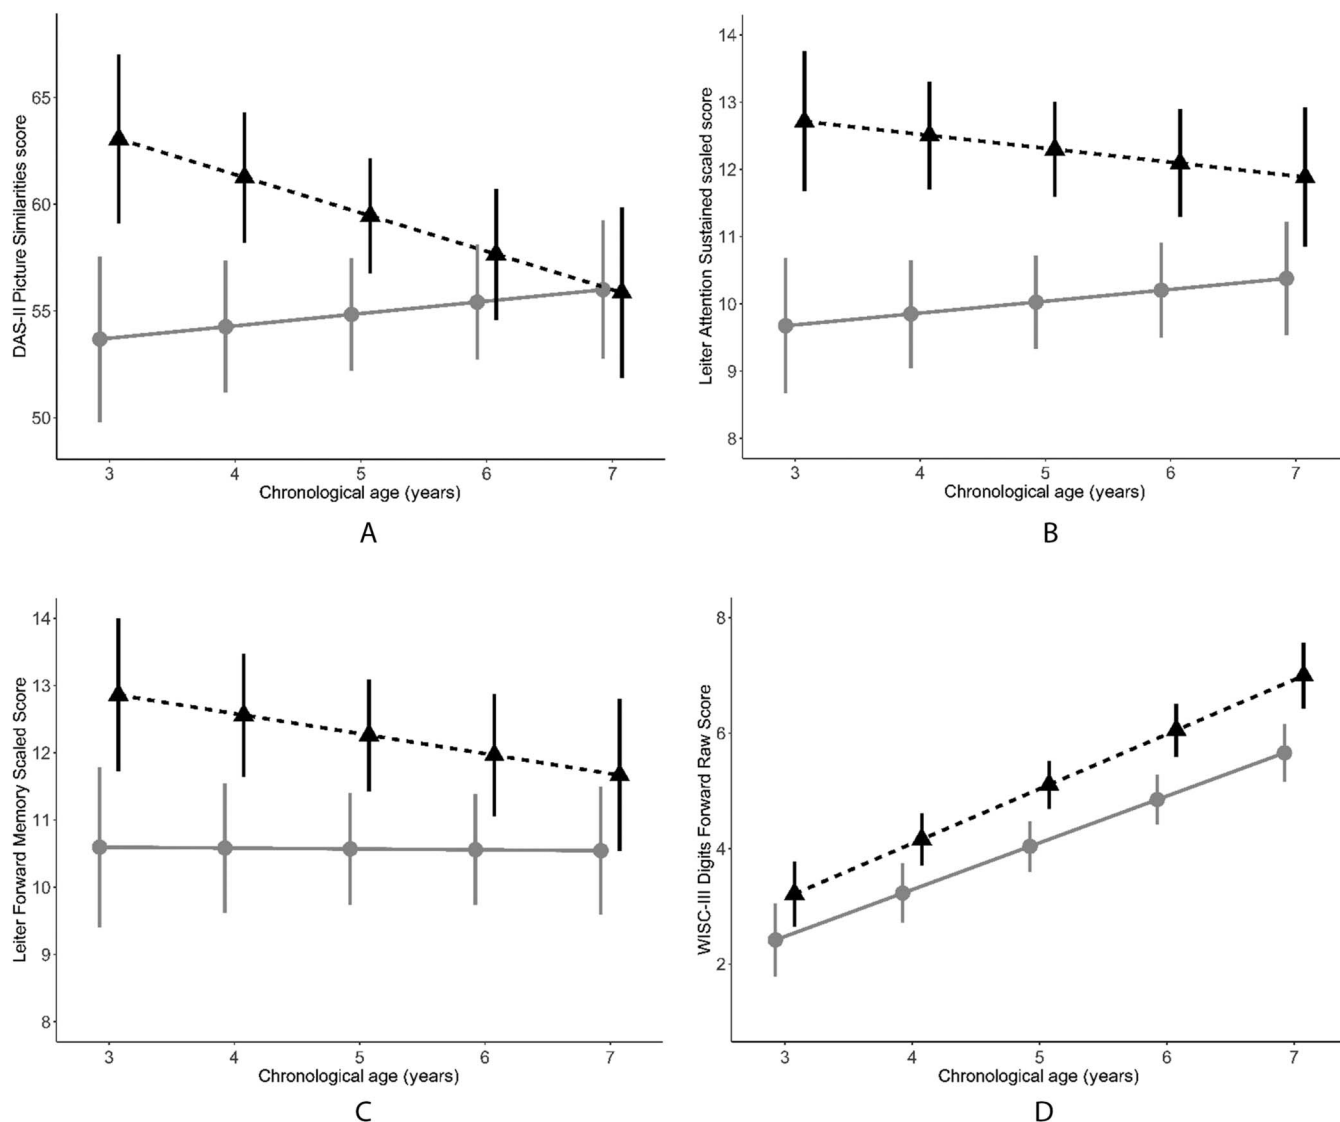 DAS-II Picture Similarities score
65
60
55
50
3 4 5 6 7
Chronological age (years)
A
Leiter Attention Sustained scaled score
14
13
12
11
10
9
8
3 4 5 6 7
Chronological age (years)
B
Leiter Forward Memory Scaled Score
14
13
12
11
10
9
8
3 4 5 6 7
Chronological age (years)
C
WISC-III Digits Forward Raw Score
8
6
4
2
3 4 5 6 7
Chronological age (years)
D